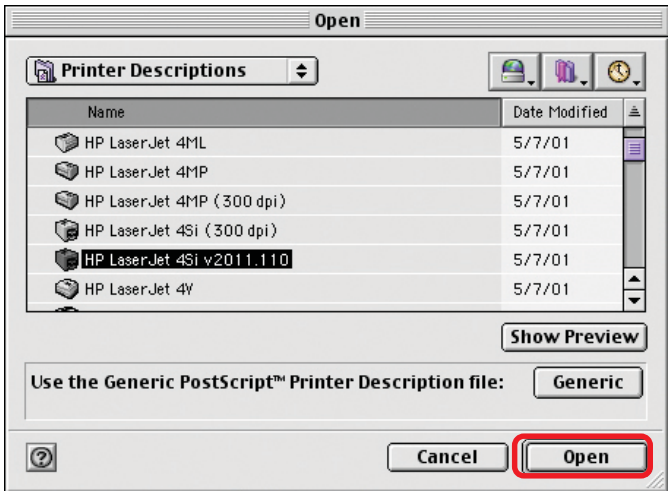 Open
Printer Descriptions
Name Date Modified
HP LaserJet 4ML 5/7/01
HP LaserJet 4MP 5/7/01
HP LaserJet 4MP (300 dpi) 5/7/01
HP LaserJet 4Si (300 dpi) 5/7/01
HP LaserJet 4Si v2011.110 5/7/01
HP LaserJet 4V 5/7/01
Show Preview
Use the Generic PostScript™ Printer Description file: Generic
? Cancel Open